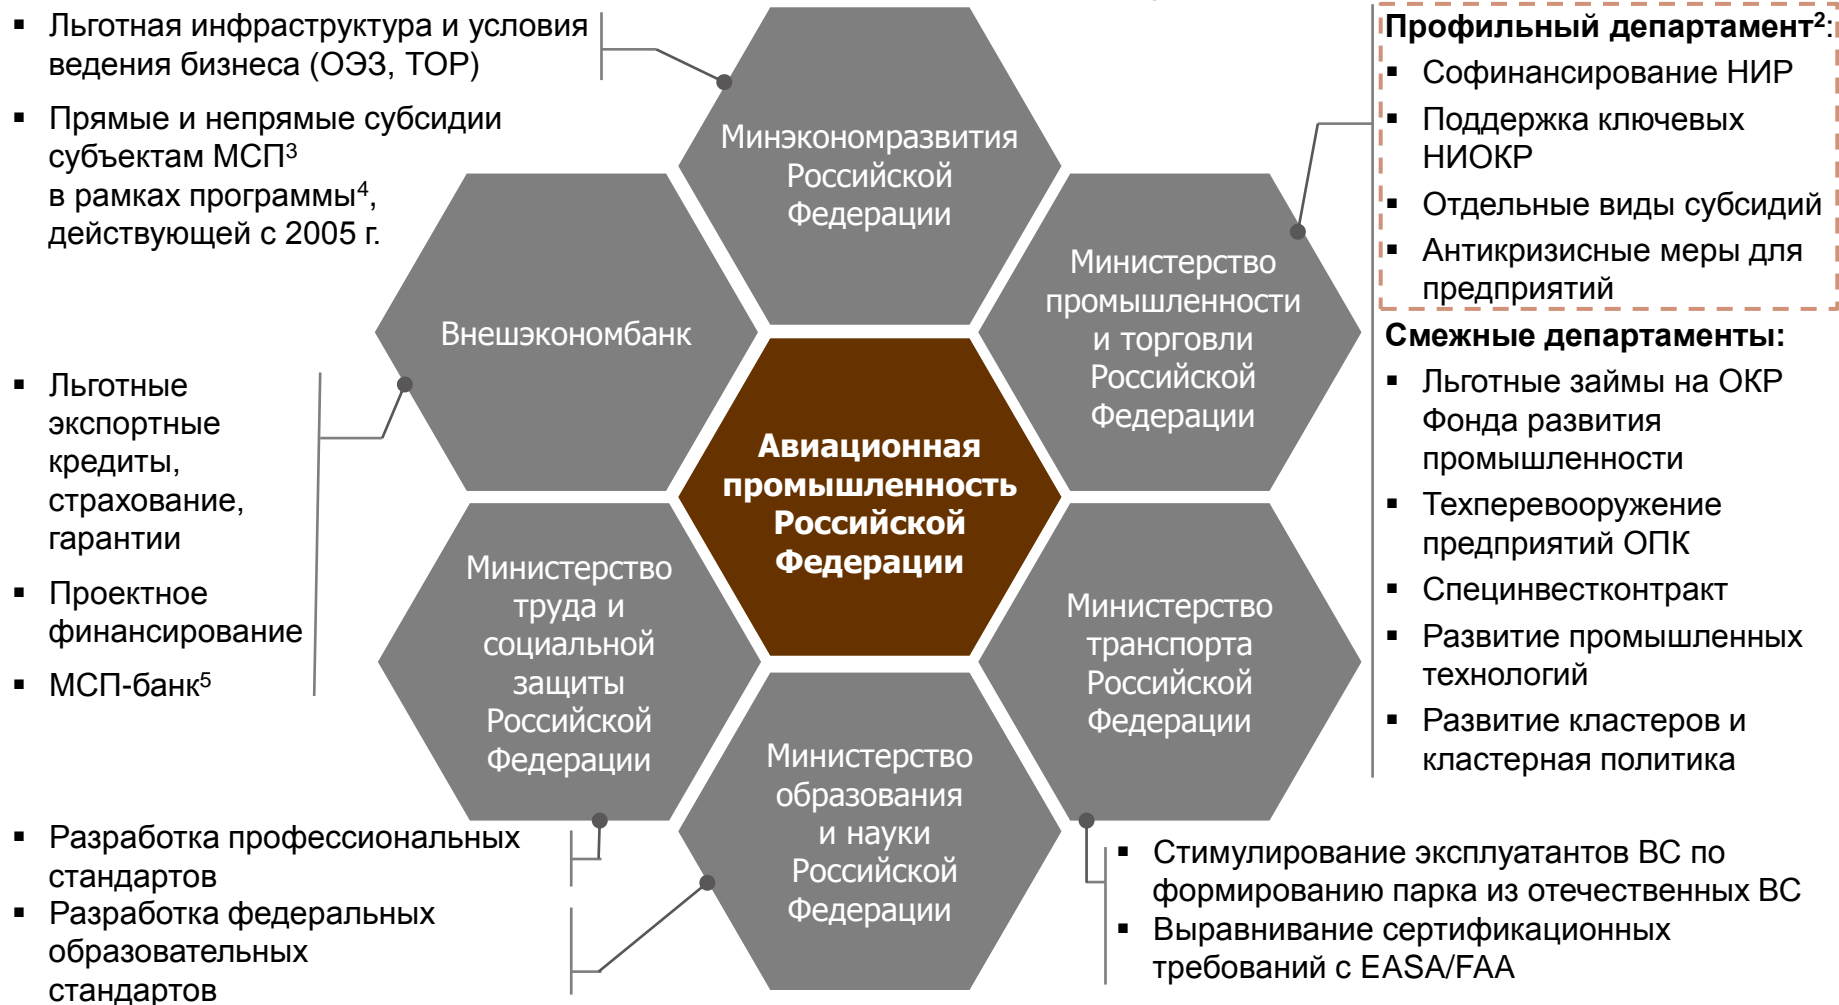 ▪ Льготная инфраструктура и условия
ведения бизнеса (ОЭЗ, ТОР)
▪ Прямые и непрямые субсидии
субъектам МСП³
в рамках программы⁴,
действующей с 2005 г.
Минэкономразвития
Российской
Федерации
Профильный департамент²:
▪ Софинансирование НИР
▪ Поддержка ключевых
НИОКР
▪ Отдельные виды субсидий
▪ Антикризисные меры для
предприятий
Смежные департаменты:
▪ Льготные займы на ОКР
Фонда развития
промышленности
▪ Техперевооружение
предприятий ОПК
▪ Специнвестконтракт
▪ Развитие промышленных
технологий
▪ Развитие кластеров и
кластерная политика
Министерство
промышленности
и торговли
Российской
Федерации
Внешэкономбанк
▪ Льготные
экспортные
кредиты,
страхование,
гарантии
▪ Проектное
финансирование
▪ МСП-банк⁵
Авиационная
промышленность
Российской
Федерации
Министерство
труда и
социальной
защиты
Российской
Федерации
Министерство
транспорта
Российской
Федерации
Министерство
образования
и науки
Российской
Федерации
▪ Разработка профессиональных
стандартов
▪ Разработка федеральных
образовательных
стандартов
▪ Стимулирование эксплуатантов ВС по
формированию парка из отечественных ВС
▪ Выравнивание сертификационных
требований с EASA/FAA